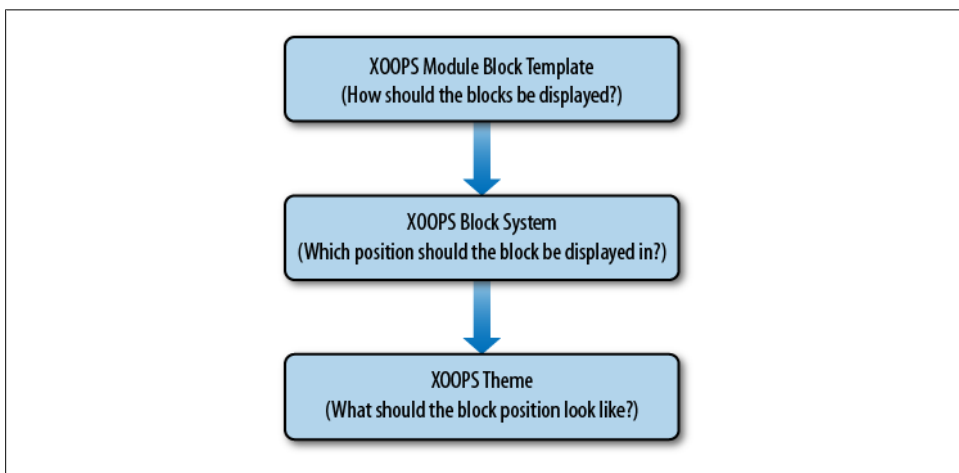 XOOPS Module Block Template
(How should the blocks be displayed?)
XOOPS Block System
(Which position should the block be displayed in?)
XOOPS Theme
(What should the block position look like?)